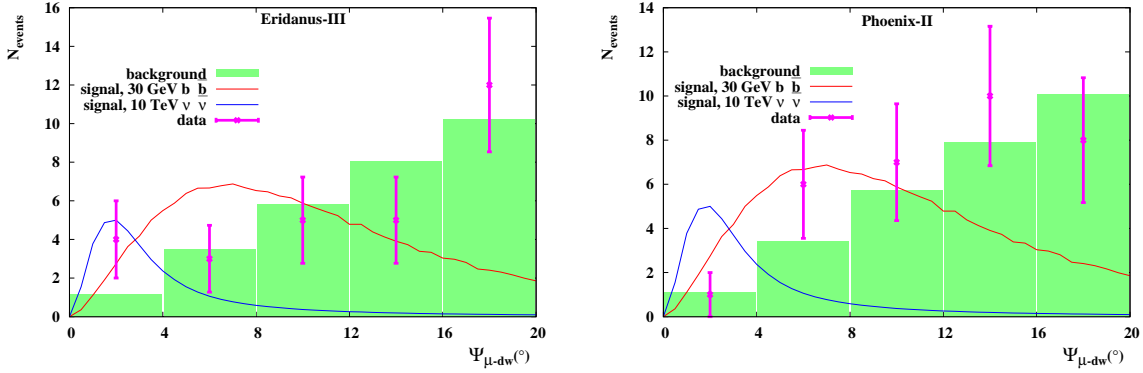 Eridanus-III
N_events
background
signal, 30 GeV b b
signal, 10 TeV ν ν
data
16
14
12
10
8
6
4
2
0
0 4 8 12 16 20
Ψ_μ-dw(°)
Phoenix-II
N_events
background
signal, 30 GeV b b
signal, 10 TeV ν ν
data
14
12
10
8
6
4
2
0
0 4 8 12 16 20
Ψ_μ-dw(°)